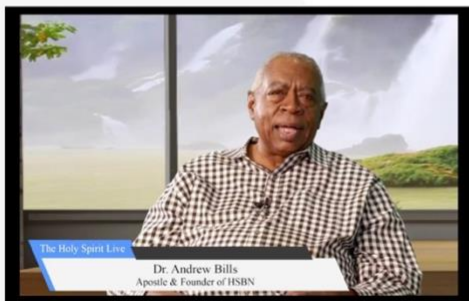 The Holy Spirit Live
Dr. Andrew Bills
Apostle & Founder of HSBN